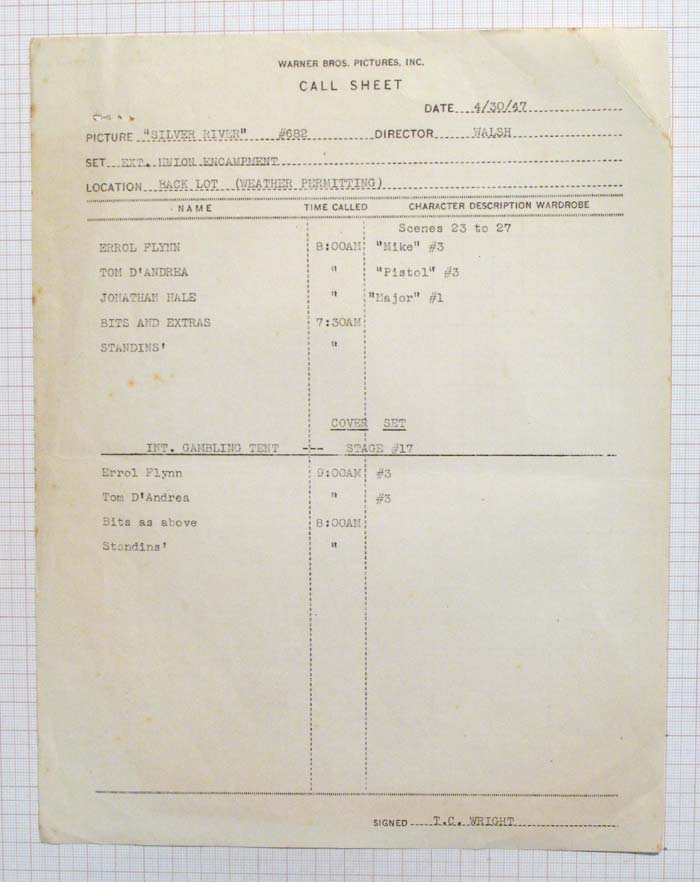 WARNER BROS. PICTURES, INC.
CALL SHEET
DATE 4/30/47
PICTURE "SILVER RIVER" #682 DIRECTOR WALSH
SET EXT. UNION ENCAMPMENT
LOCATION BACK LOT (WEATHER PERMITTING)
NAME TIME CALLED CHARACTER DESCRIPTION WARDROBE
Scenes 23 to 27
ERROL FLYNN 8:00AM "Mike" #3
TOM D'ANDREA " "Pistol" #3
JONATHAN HALE " "Major" #1
BITS AND EXTRAS 7:30AM
STANDINS' "
COVER SET
INT. GAMBLING TENT --- STAGE #17
Errol Flynn 9:00AM #3
Tom D'Andrea " #3
Bits as above 8:00AM
Standins' "
SIGNED T.C. WRIGHT